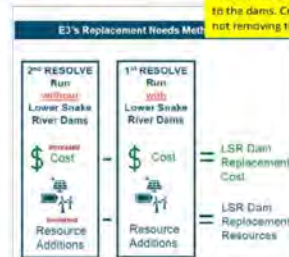 to the dams. C
not removing t
E3's Replacement Needs Meth
2nd RESOLVE
Run
without
Lower Snake
River Dams
1st RESOLVE
Run
with
Lower Snake
River Dams
$ Cost
-
$ Cost
=
LSR Dam
Replacement
Cost
Resource
Additions
-
Resource
Additions
=
LSR Dam
Replacement
Resources